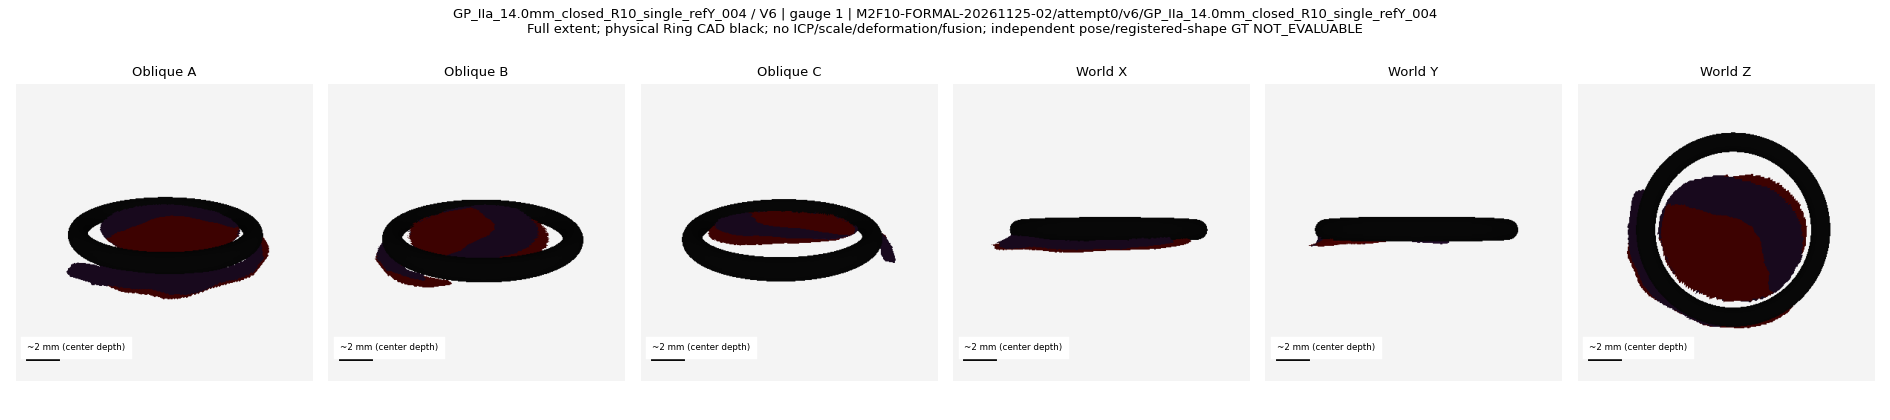 GP_IIa_14.0mm_closed_R10_single_refY_004 / V6 | gauge 1 | M2F10-FORMAL-20261125-02/attempt0/v6/GP_IIa_14.0mm_closed_R10_single_refY_004
Full extent; physical Ring CAD black; no ICP/scale/deformation/fusion; independent pose/registered-shape GT NOT_EVALUABLE
Oblique A
Oblique B
Oblique C
World X
World Y
World Z
~2 mm (center depth)
~2 mm (center depth)
~2 mm (center depth)
~2 mm (center depth)
~2 mm (center depth)
~2 mm (center depth)